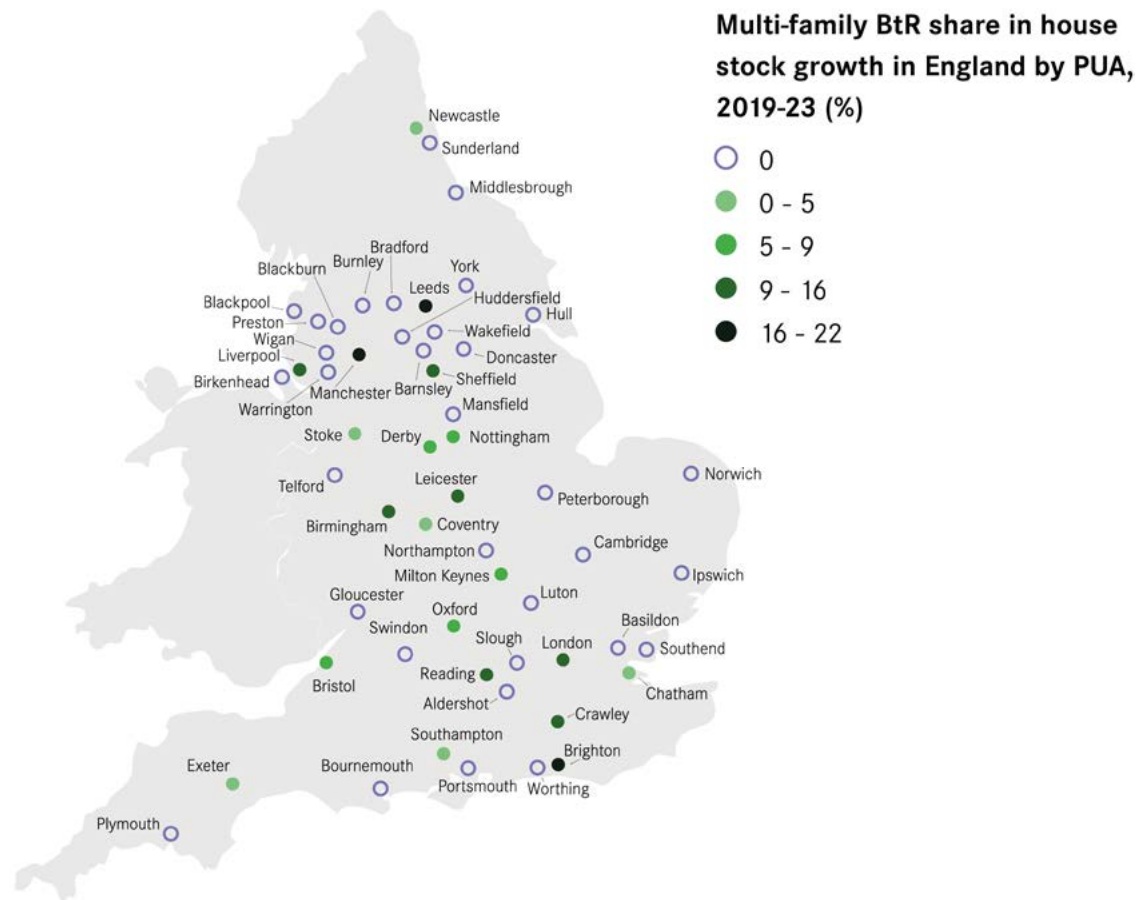 Multi-family BtR share in house
stock growth in England by PUA,
2019-23 (%)
0
0 - 5
5 - 9
9 - 16
16 - 22
Newcastle
Sunderland
Middlesbrough
Bradford
Burnley
York
Blackburn
Leeds
Huddersfield
Blackpool
Hull
Preston
Wakefield
Wigan
Liverpool
Doncaster
Birkenhead
Sheffield
Manchester
Barnsley
Warrington
Mansfield
Stoke
Derby
Nottingham
Norwich
Leicester
Telford
Peterborough
Birmingham
Coventry
Cambridge
Northampton
Milton Keynes
Ipswich
Gloucester
Luton
Oxford
Swindon
Basildon
Slough
London
Southend
Reading
Bristol
Chatham
Aldershot
Crawley
Southampton
Brighton
Exeter
Bournemouth
Portsmouth
Worthing
Plymouth